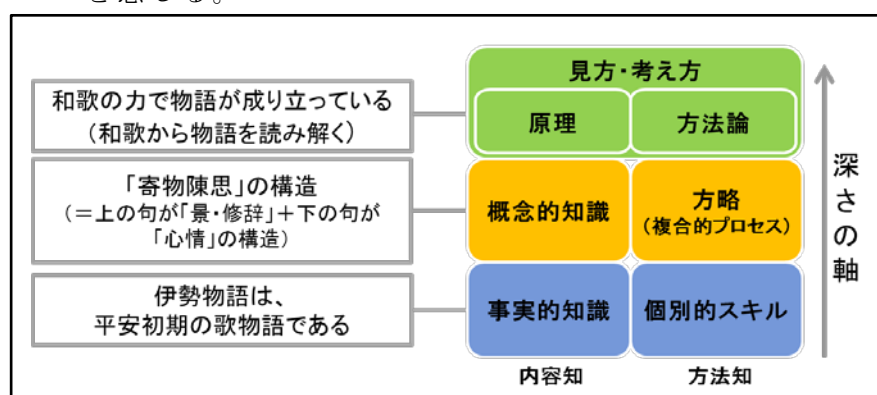 和歌の力で物語が成り立っている
(和歌から物語を読み解く)
「寄物陳思」の構造
(=上の句が「景・修辞」+下の句が
「心情」の構造)
伊勢物語は、
平安初期の歌物語である
見方・考え方
原理
方法論
概念的知識
方略
(複合的プロセス)
事実的知識
個別的スキル
内容知
方法知
深さの軸